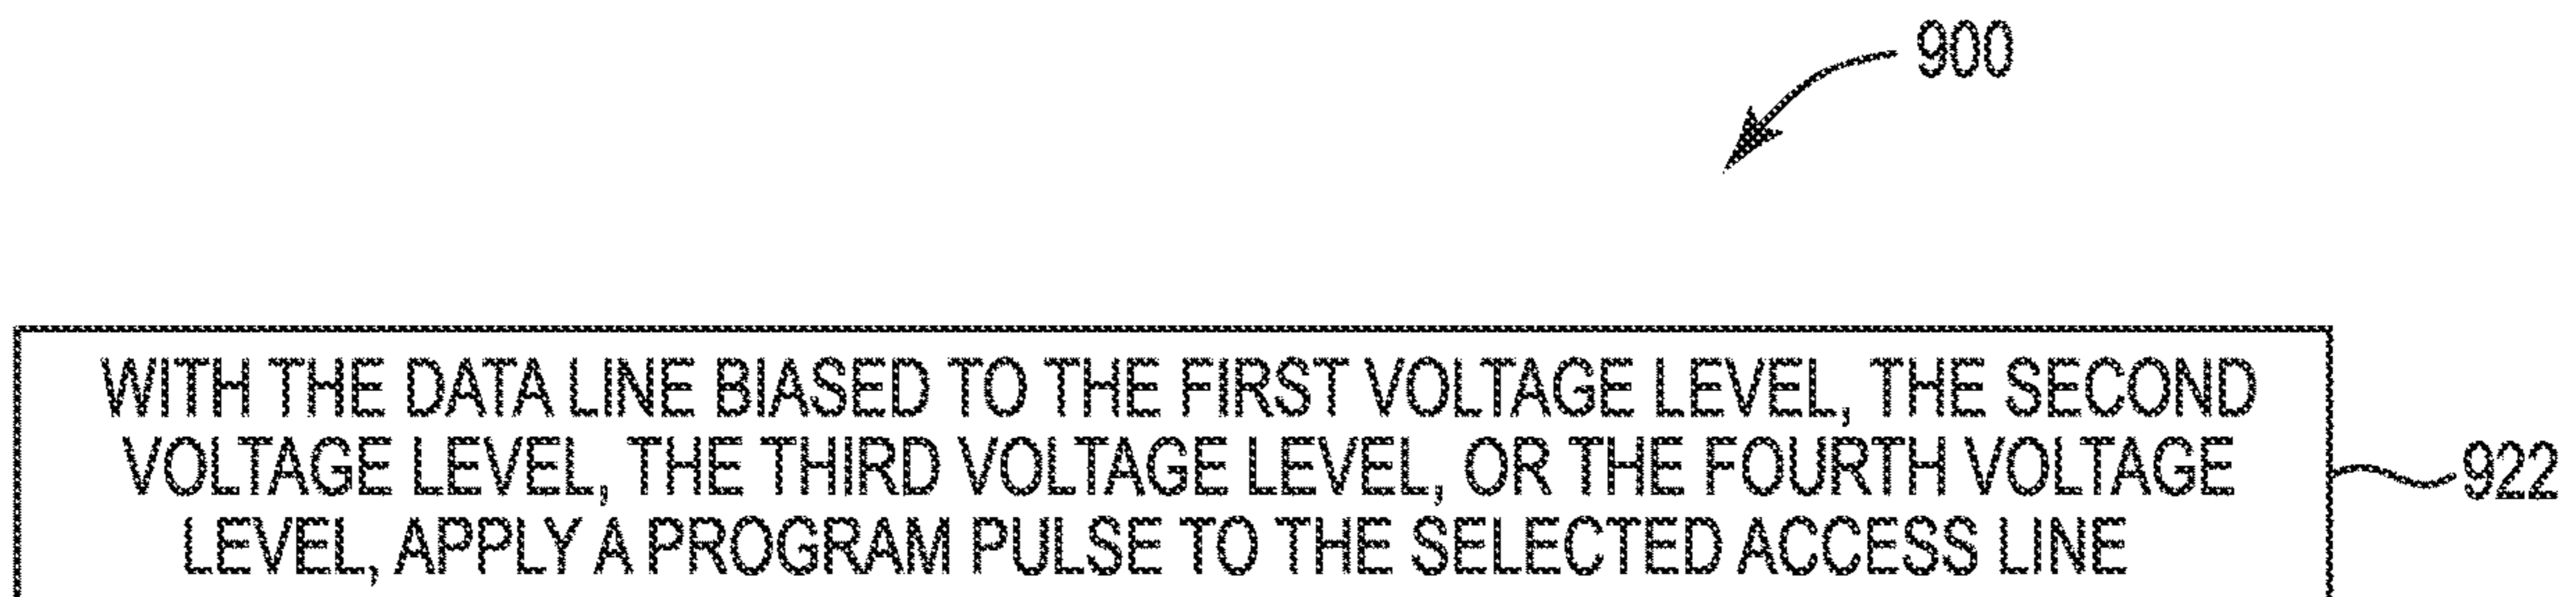 900
WITH THE DATA LINE BIASED TO THE FIRST VOLTAGE LEVEL, THE SECOND
VOLTAGE LEVEL, THE THIRD VOLTAGE LEVEL, OR THE FOURTH VOLTAGE
LEVEL, APPLY A PROGRAM PULSE TO THE SELECTED ACCESS LINE
922